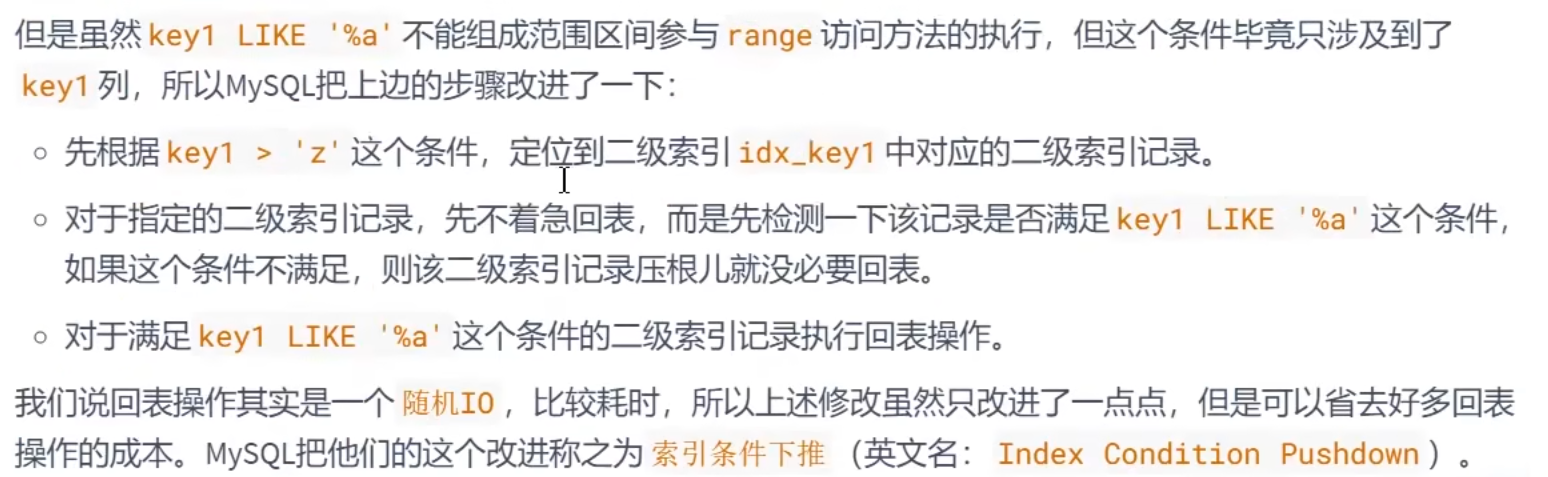 但是虽然 key1 LIKE '%a' 不能组成范围区间参与 range 访问方法的执行，但这个条件毕竟只涉及到了
key1 列，所以MySQL把上边的步骤改进了一下：
○ 先根据 key1 > 'z' 这个条件，定位到二级索引 idx_key1 中对应的二级索引记录。
○ 对于指定的二级索引记录，先不着急回表，而是先检测一下该记录是否满足 key1 LIKE '%a' 这个条件，
如果这个条件不满足，则该二级索引记录压根儿就没必要回表。
○ 对于满足 key1 LIKE '%a' 这个条件的二级索引记录执行回表操作。
我们说回表操作其实是一个 随机IO ，比较耗时，所以上述修改虽然只改进了一点点，但是可以省去好多回表
操作的成本。MySQL把他们的这个改进称之为 索引条件下推 （英文名： Index Condition Pushdown ）。